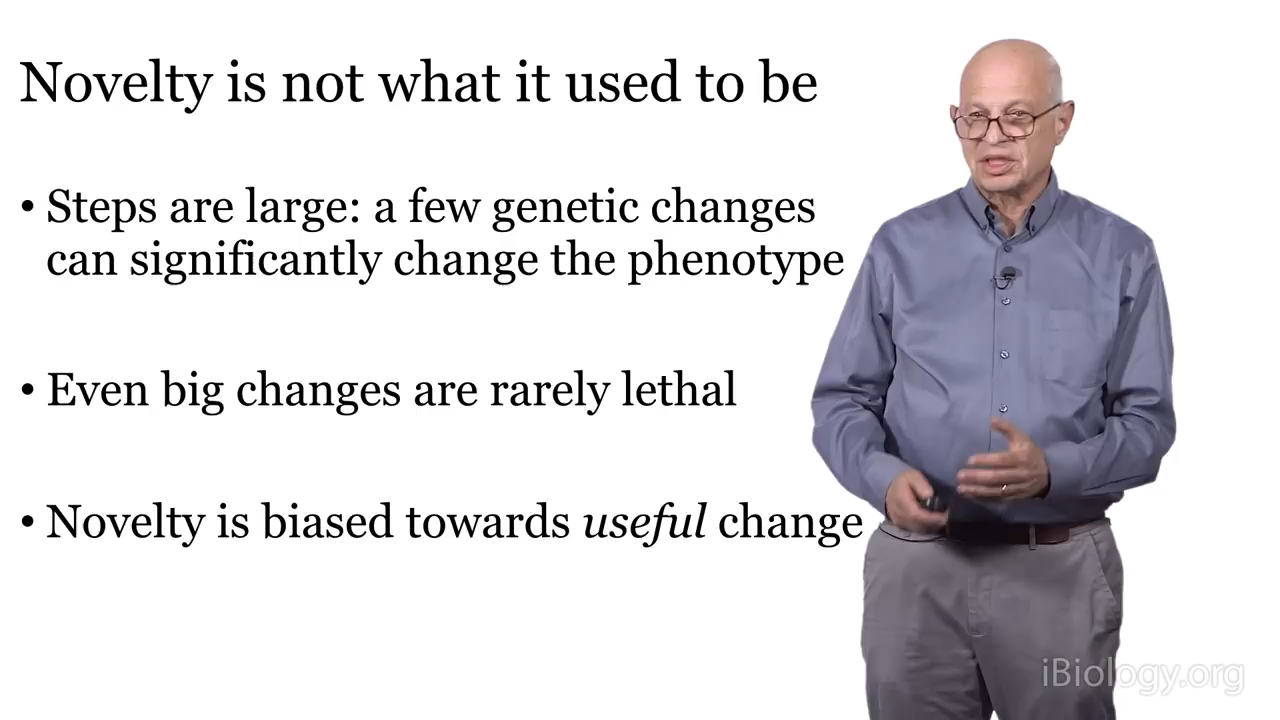 Novelty is not what it used to be
• Steps are large: a few genetic changes
can significantly change the phenotype
• Even big changes are rarely lethal
• Novelty is biased towards useful change
iBiology.org